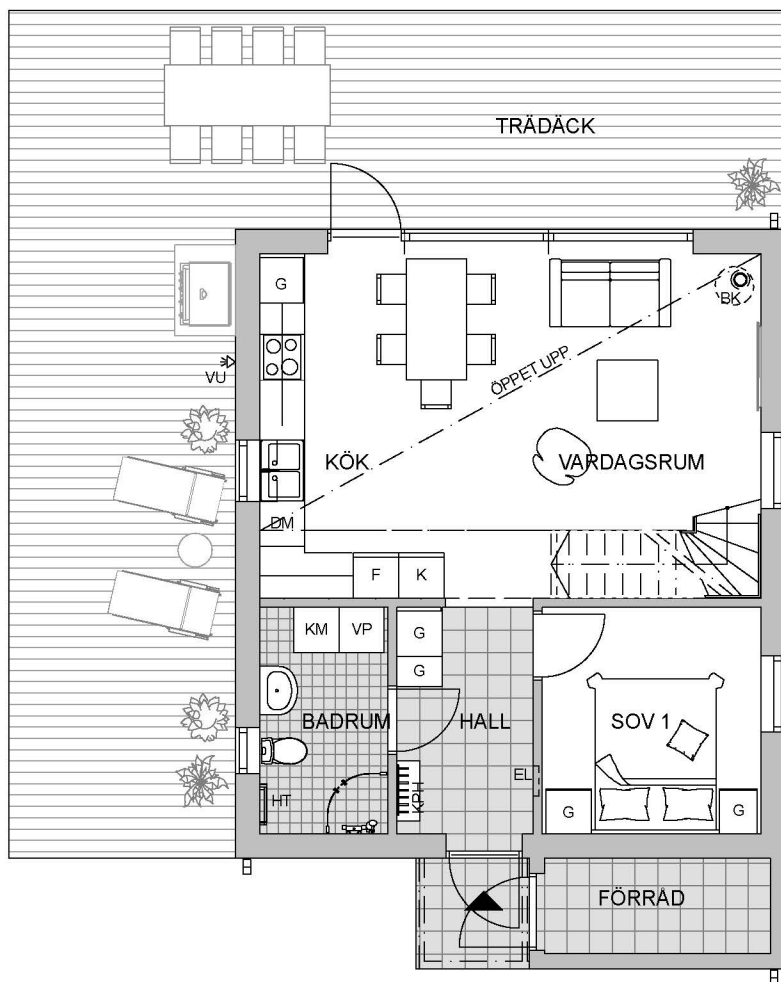 TRÄDÄCK
G
BK
VU
ÖPPET UPP
KÖK
VARDAGSRUM
DM
F
K
KM
VP
G
G
BADRUM
HALL
SOV 1
HT
KPH
EL
G
G
FÖRRÅD